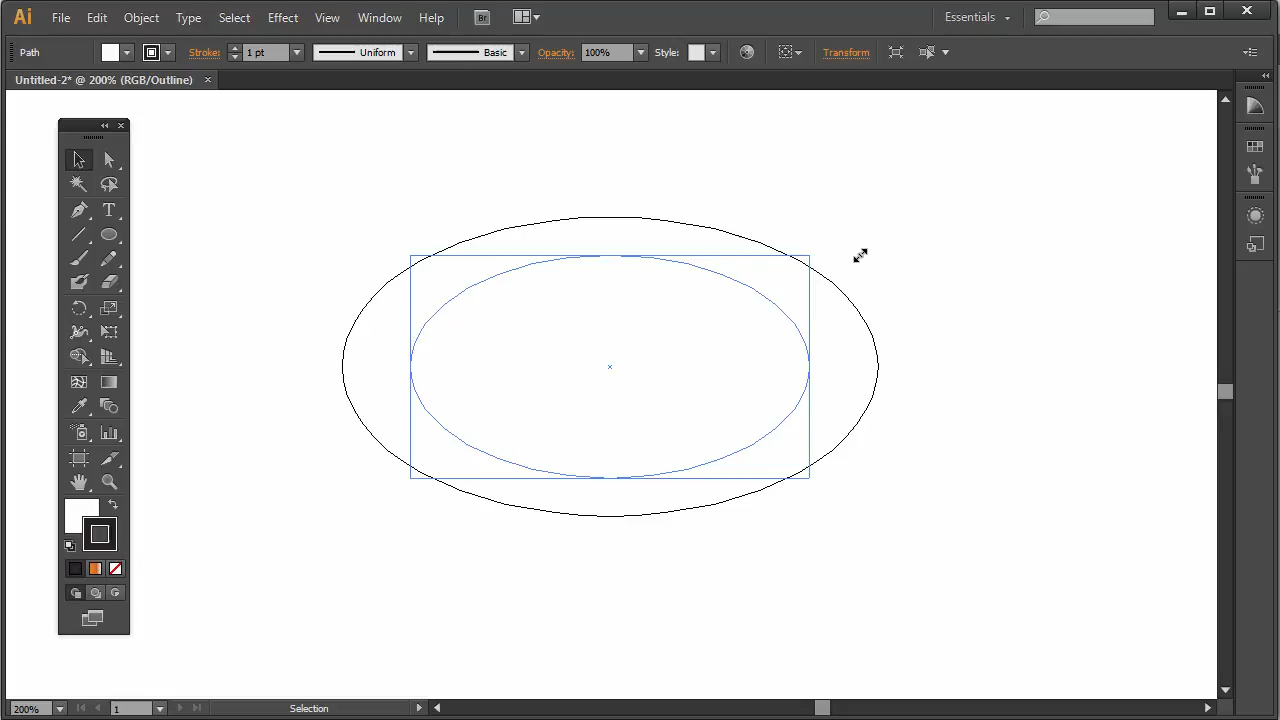 Ai File Edit Object Type Select Effect View Window Help Br Essentials
Path Stroke: 1 pt Uniform Basic Opacity: 100% Style: Transform
Untitled-2* @ 200% (RGB/Outline) ×
T
200% 1 Selection